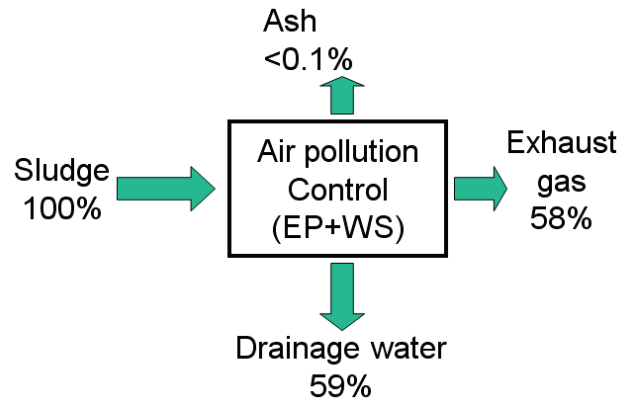 Ash
<0.1%
Sludge
100%
Air pollution
Control
(EP+WS)
Exhaust
gas
58%
Drainage water
59%